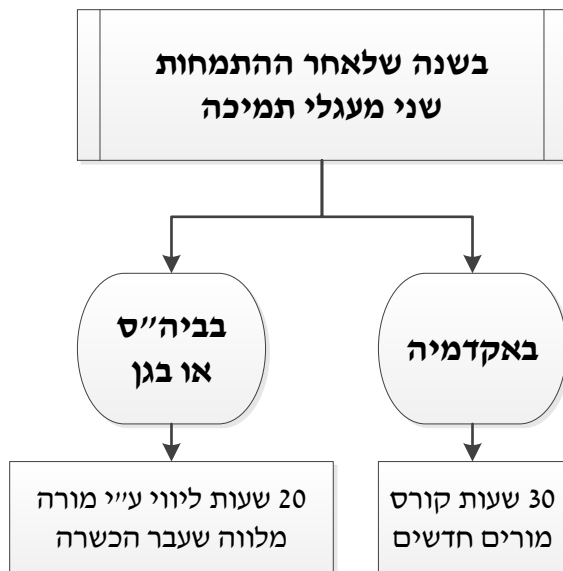 בשנה שלאחר ההתמחות
שני מעגלי תמיכה
באקדמיה
בביה״ס
או בגן
30 שעות קורס
מורים חדשים
20 שעות ליווי ע״י מורה
מלווה שעבר הכשרה